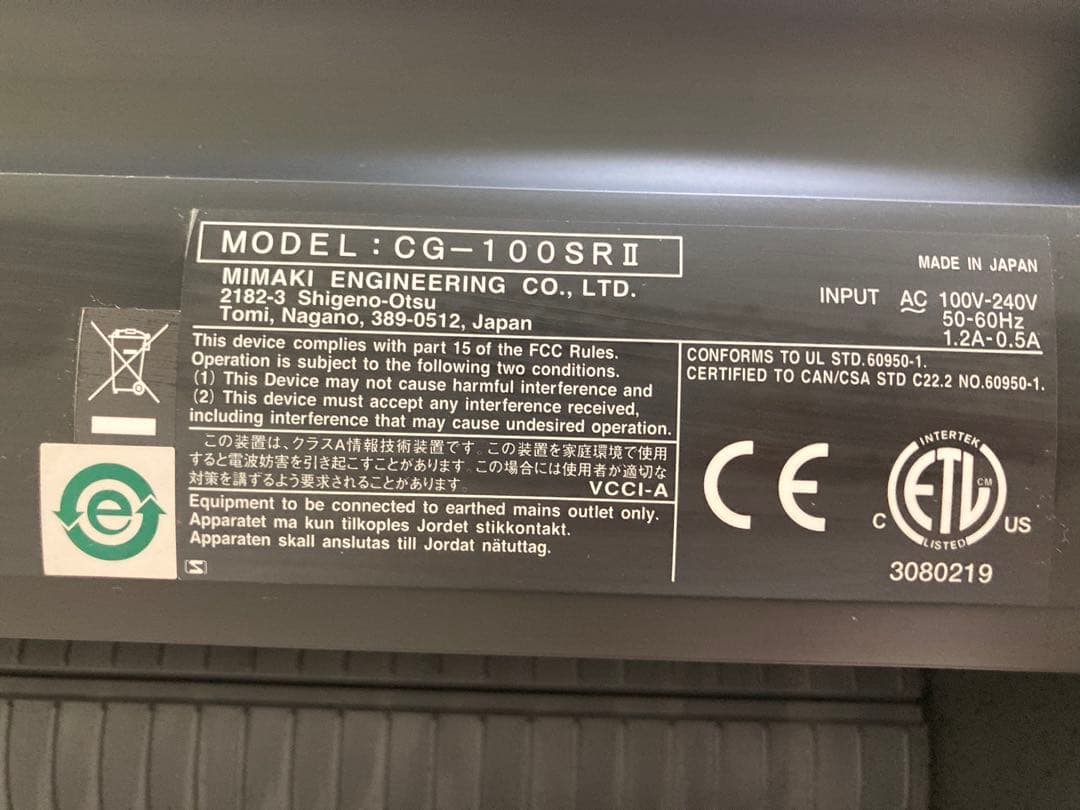 MODEL : CG-100SRⅡ
MIMAKI ENGINEERING CO., LTD.
2182-3 Shigeno-Otsu
Tomi, Nagano, 389-0512, Japan
MADE IN JAPAN
INPUT AC 100V-240V
50-60Hz
1.2A-0.5A
This device complies with part 15 of the FCC Rules.
Operation is subject to the following two conditions.
(1) This Device may not cause harmful interference and
(2) This device must accept any interference received,
including interference that may cause undesired operation.
CONFORMS TO UL STD.60950-1.
CERTIFIED TO CAN/CSA STD C22.2 NO.60950-1.
この装置は、クラスA情報技術装置です。この装置を家庭環境で使用
すると電波妨害を引き起こすことがあります。この場合には使用者が適切な
対策を講するよう要求されることがあります。
VCCI-A
Equipment to be connected to earthed mains outlet only.
Apparatet ma kun tilkoples Jordet stikkontakt.
Apparaten skall anslutas till Jordat nätuttag.
S
e
CE
INTERTEK
ETL CM
C US
LISTED
3080219